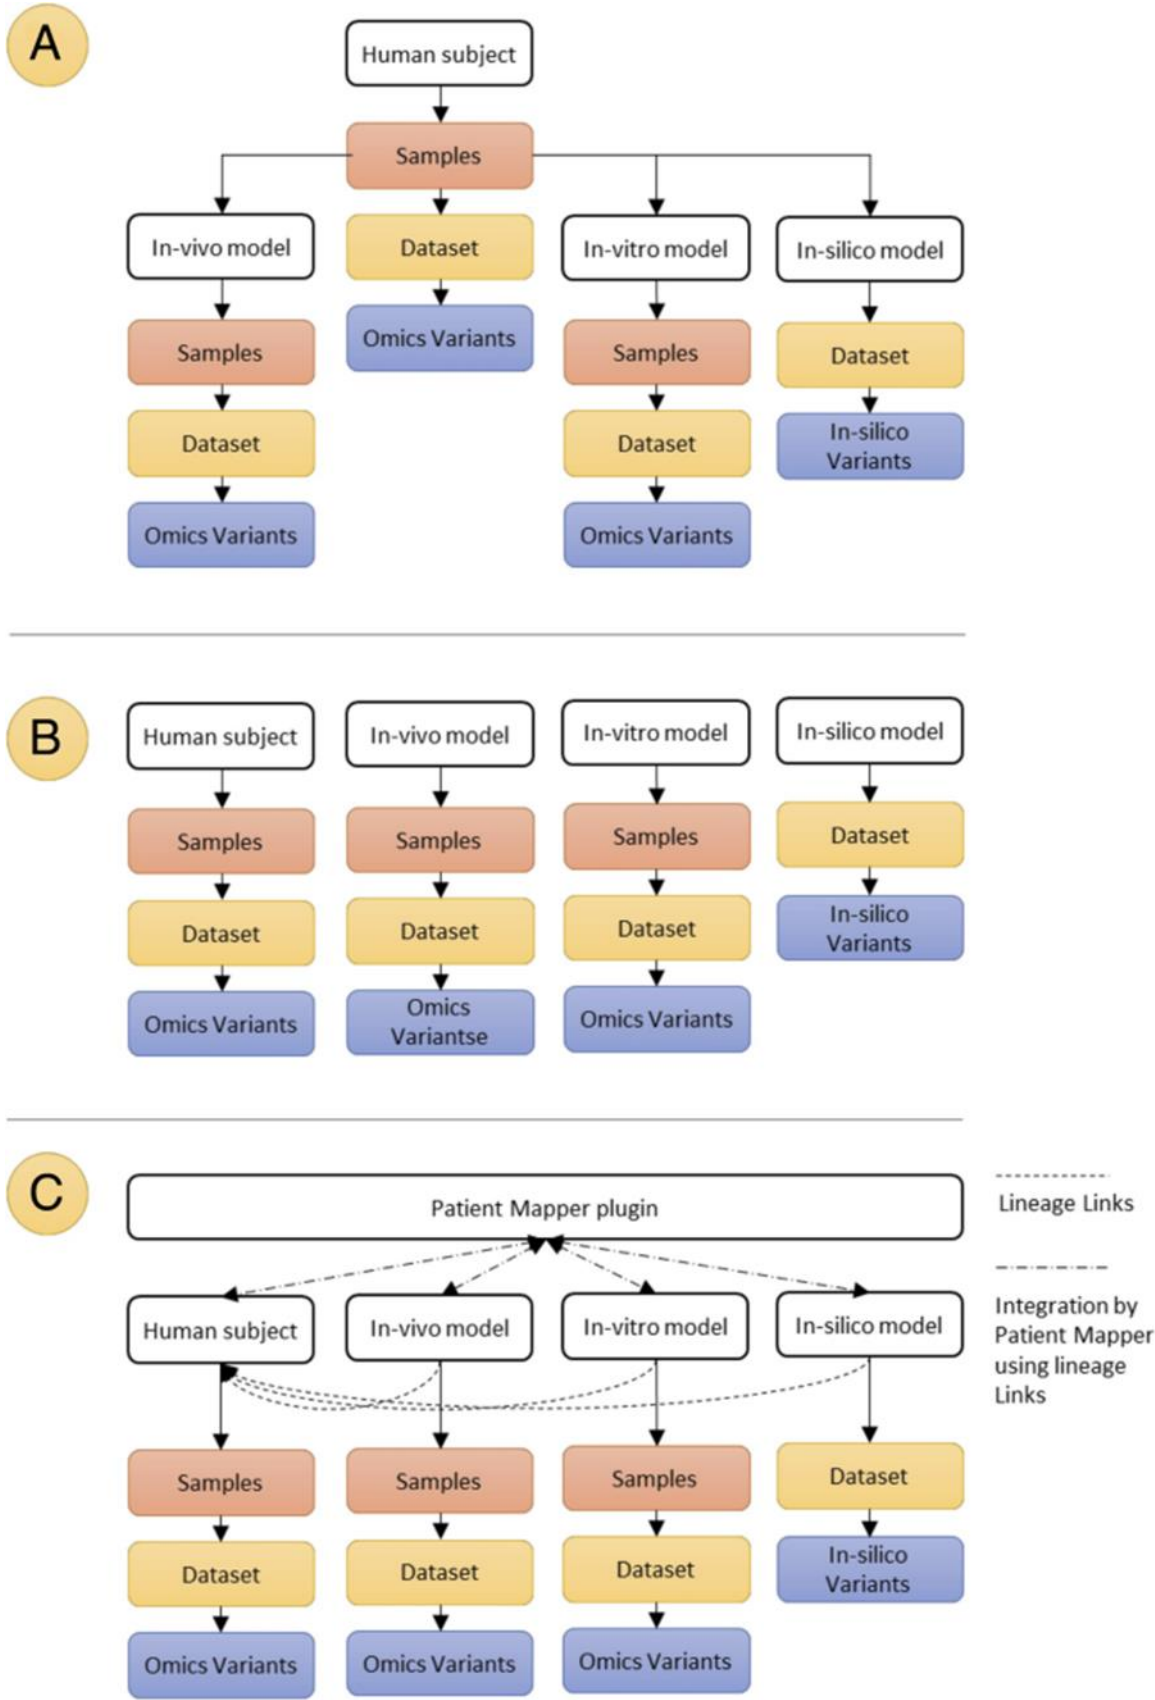 A
Human subject
Samples
In-vivo model
Dataset
In-vitro model
In-silico model
Samples
Omics Variants
Samples
Dataset
Dataset
Dataset
In-silico
Variants
Omics Variants
Omics Variants
B
Human subject
In-vivo model
In-vitro model
In-silico model
Samples
Samples
Samples
Dataset
Dataset
Dataset
Dataset
In-silico
Variants
Omics Variants
Omics
Variantse
Omics Variants
C
Patient Mapper plugin
Lineage Links
Human subject
In-vivo model
In-vitro model
In-silico model
Integration by
Patient Mapper
using lineage
Links
Samples
Samples
Samples
Dataset
Dataset
Dataset
Dataset
In-silico
Variants
Omics Variants
Omics Variants
Omics Variants